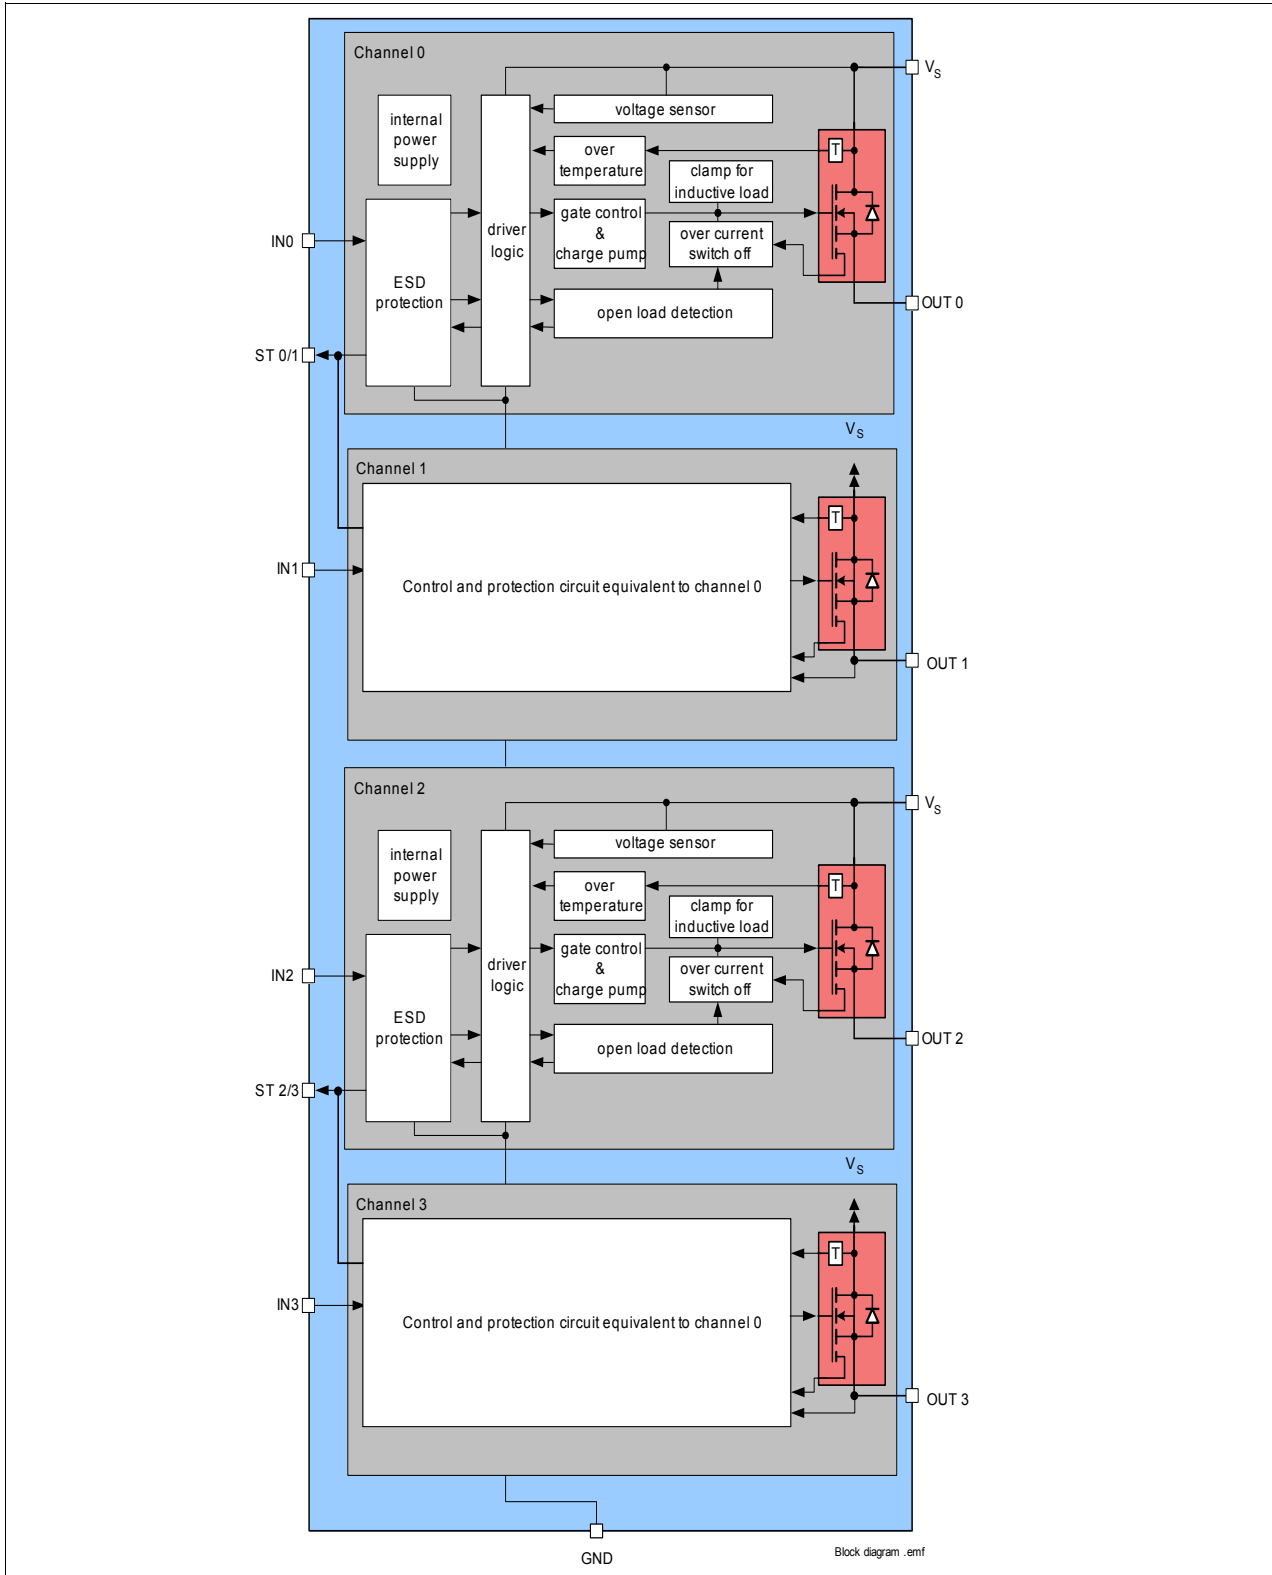 Channel 0
V_S
internal
power
supply
voltage sensor
over
temperature
T
clamp for
inductive load
driver
logic
gate control
&
charge pump
over current
switch off
IN0
ESD
protection
open load detection
OUT 0
ST 0/1
V_S
Channel 1
T
IN1
Control and protection circuit equivalent to channel 0
OUT 1
Channel 2
V_S
internal
power
supply
voltage sensor
over
temperature
T
clamp for
inductive load
driver
logic
gate control
&
charge pump
over current
switch off
IN2
ESD
protection
open load detection
OUT 2
ST 2/3
V_S
Channel 3
T
IN3
Control and protection circuit equivalent to channel 0
OUT 3
GND
Block diagram .emf